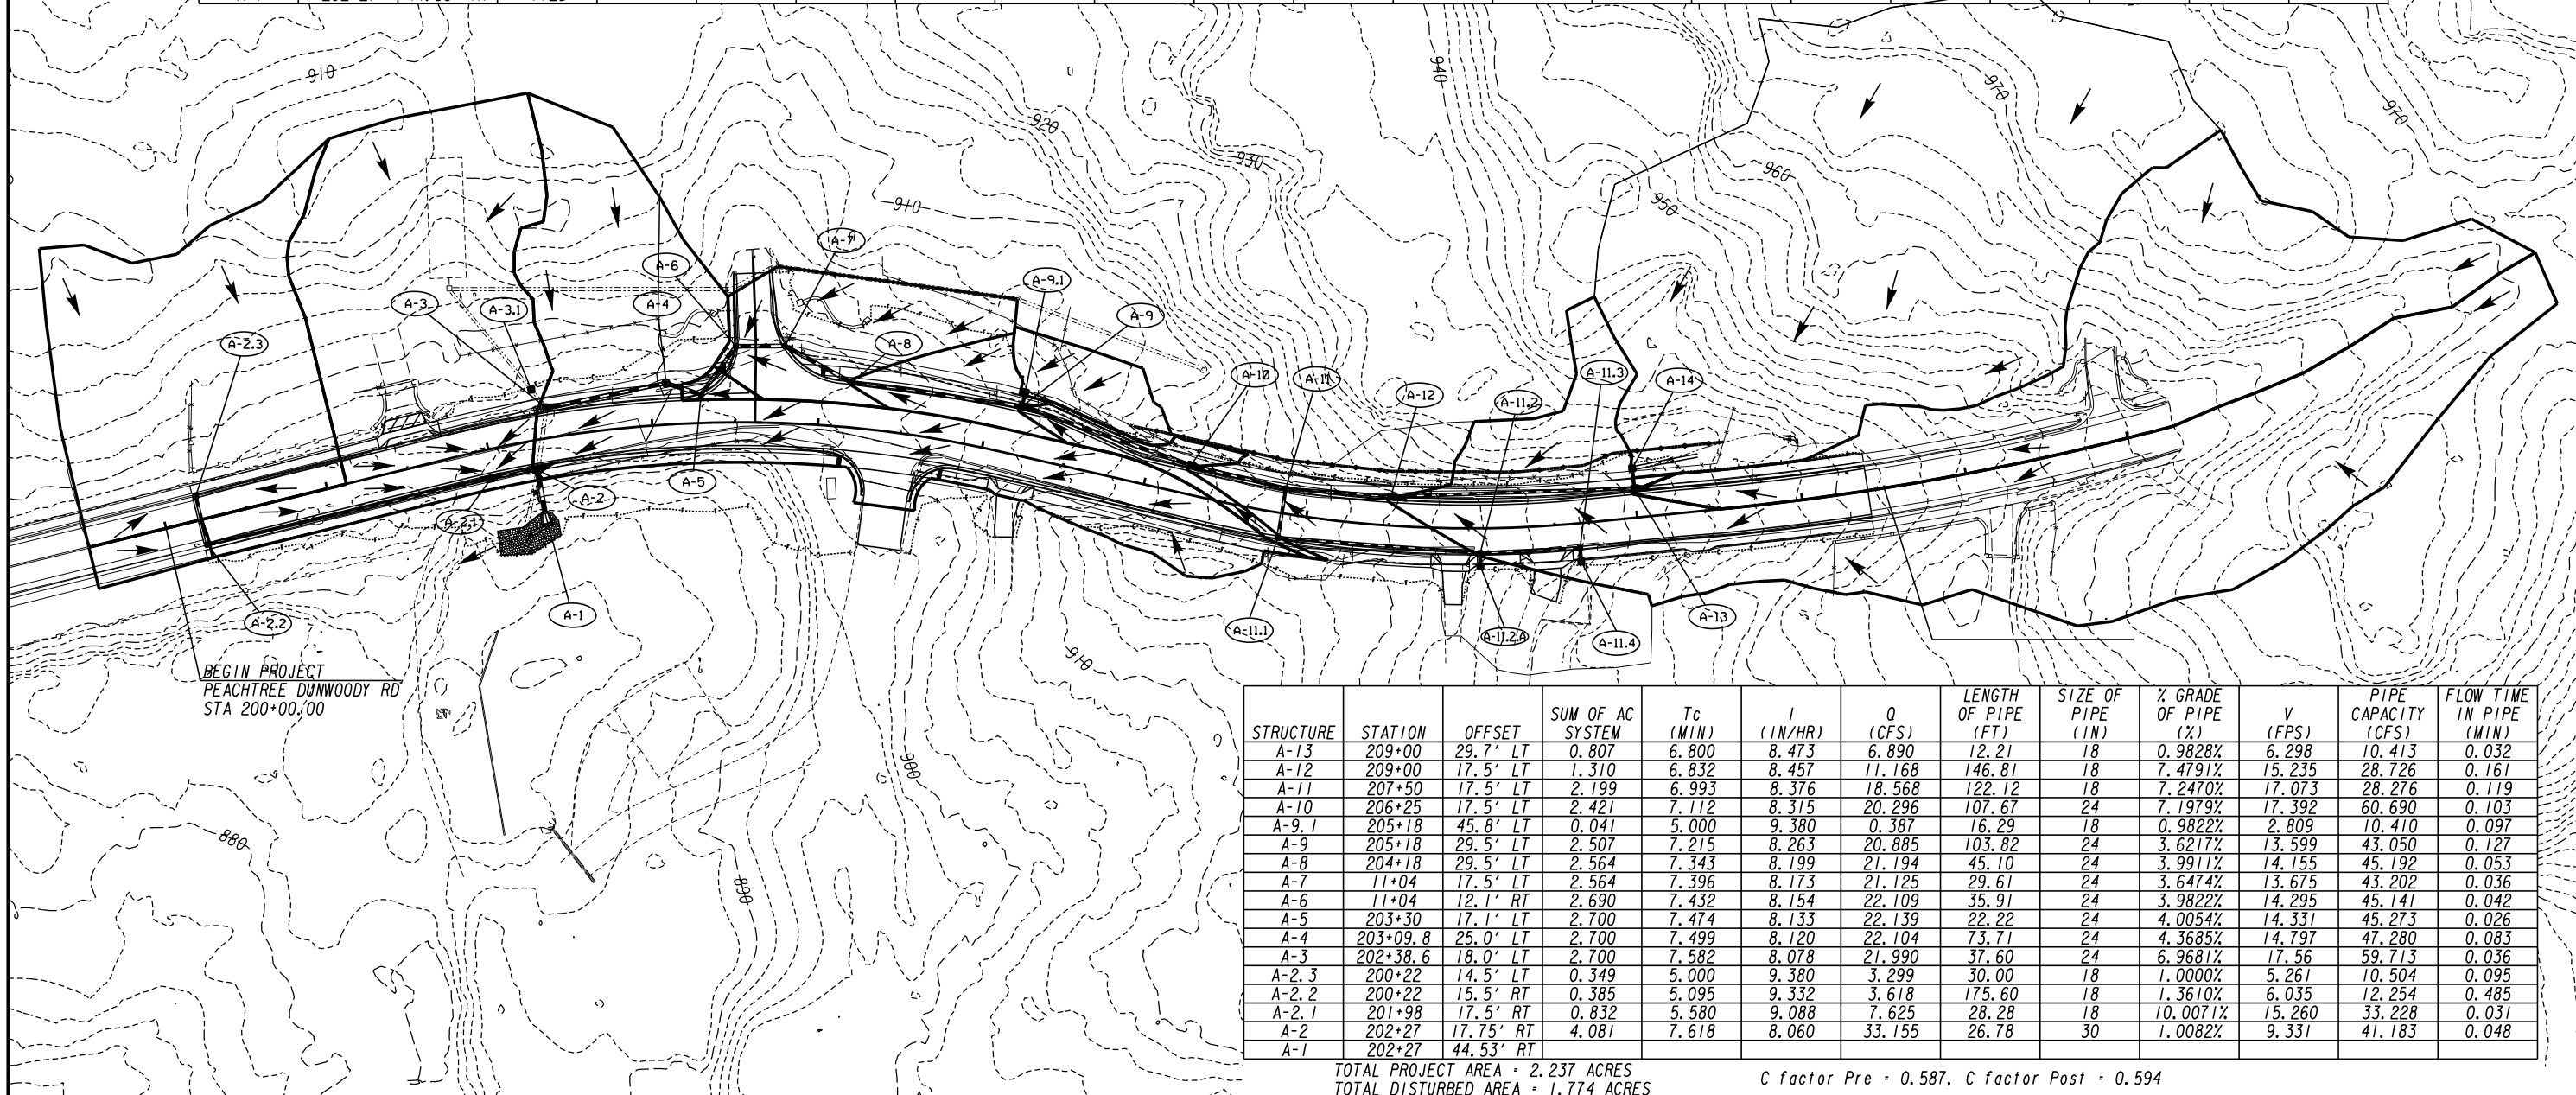 910
920
930
940
970
970
960
950
910
A-7
A-6
A-4
A-3
A-3.1
A-9.1
A-9
A-8
A-2.3
A-10
A-11
A-12
A-11.2
A-11.3
A-14
A-5
A-2
A-2.1
A-1
A-2.2
A-11.1
A-11.2A
A-11.4
A-13
BEGIN PROJECT
PEACHTREE DUNWOODY RD
STA 200+00.00
910
900
890
880
STRUCTURE STATION OFFSET SUM OF AC SYSTEM Tc (MIN) I (IN/HR) Q (CFS) LENGTH OF PIPE (FT) SIZE OF PIPE (IN) % GRADE OF PIPE (%) V (FPS) PIPE CAPACITY (CFS) FLOW TIME IN PIPE (MIN)
A-13 209+00 29.7' LT 0.807 6.800 8.473 6.890 12.21 18 0.9828% 6.298 10.413 0.032
A-12 209+00 17.5' LT 1.310 6.832 8.457 11.168 146.81 18 7.4791% 15.235 28.726 0.161
A-11 207+50 17.5' LT 2.199 6.993 8.376 18.568 122.12 18 7.2470% 17.073 28.276 0.119
A-10 206+25 17.5' LT 2.421 7.112 8.315 20.296 107.67 24 7.1979% 17.392 60.690 0.103
A-9.1 205+18 45.8' LT 0.041 5.000 9.380 0.387 16.29 18 0.9822% 2.809 10.410 0.097
A-9 205+18 29.5' LT 2.507 7.215 8.263 20.885 103.82 24 3.6217% 13.599 43.050 0.127
A-8 204+18 29.5' LT 2.564 7.343 8.199 21.194 45.10 24 3.9911% 14.155 45.192 0.053
A-7 11+04 17.5' LT 2.564 7.396 8.173 21.125 29.61 24 3.6474% 13.675 43.202 0.036
A-6 11+04 12.1' RT 2.690 7.432 8.154 22.109 35.91 24 3.9822% 14.295 45.141 0.042
A-5 203+30 17.1' LT 2.700 7.474 8.133 22.139 22.22 24 4.0054% 14.331 45.273 0.026
A-4 203+09.8 25.0' LT 2.700 7.499 8.120 22.104 73.71 24 4.3685% 14.797 47.280 0.083
A-3 202+38.6 18.0' LT 2.700 7.582 8.078 21.990 37.60 24 6.9681% 17.56 59.713 0.036
A-2.3 200+22 14.5' LT 0.349 5.000 9.380 3.299 30.00 18 1.0000% 5.261 10.504 0.095
A-2.2 200+22 15.5' RT 0.385 5.095 9.332 3.618 175.60 18 1.3610% 6.035 12.254 0.485
A-2.1 201+98 17.5' RT 0.832 5.580 9.088 7.625 28.28 18 10.0071% 15.260 33.228 0.031
A-2 202+27 17.75' RT 4.081 7.618 8.060 33.155 26.78 30 1.0082% 9.331 41.183 0.048
A-1 202+27 44.53' RT
TOTAL PROJECT AREA = 2.237 ACRES
TOTAL DISTURBED AREA = 1.774 ACRES
C factor Pre = 0.587, C factor Post = 0.594